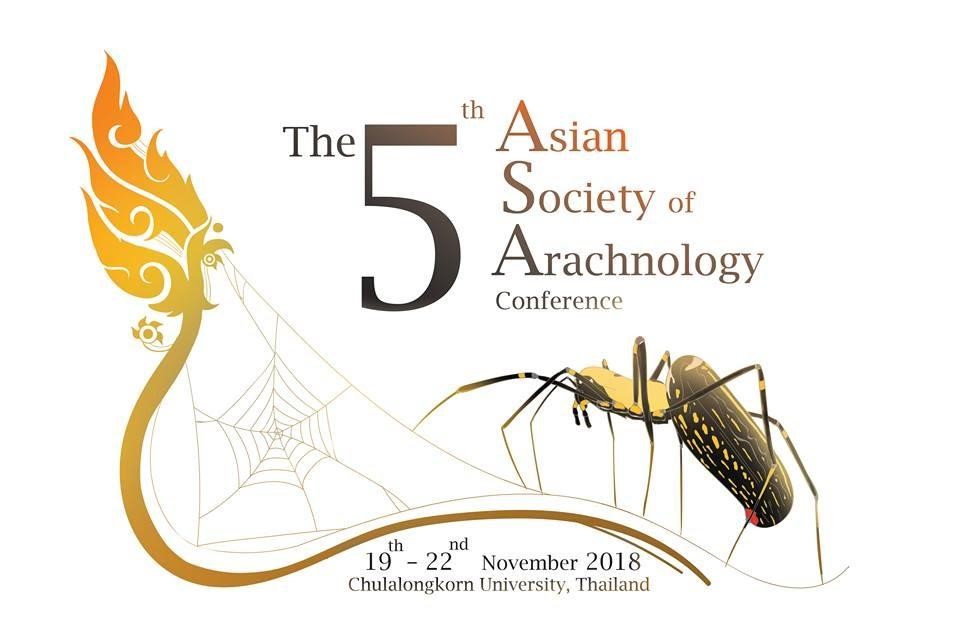 The 5th Asian
Society of
Arachnology
Conference
19th - 22nd November 2018
Chulalongkorn University, Thailand